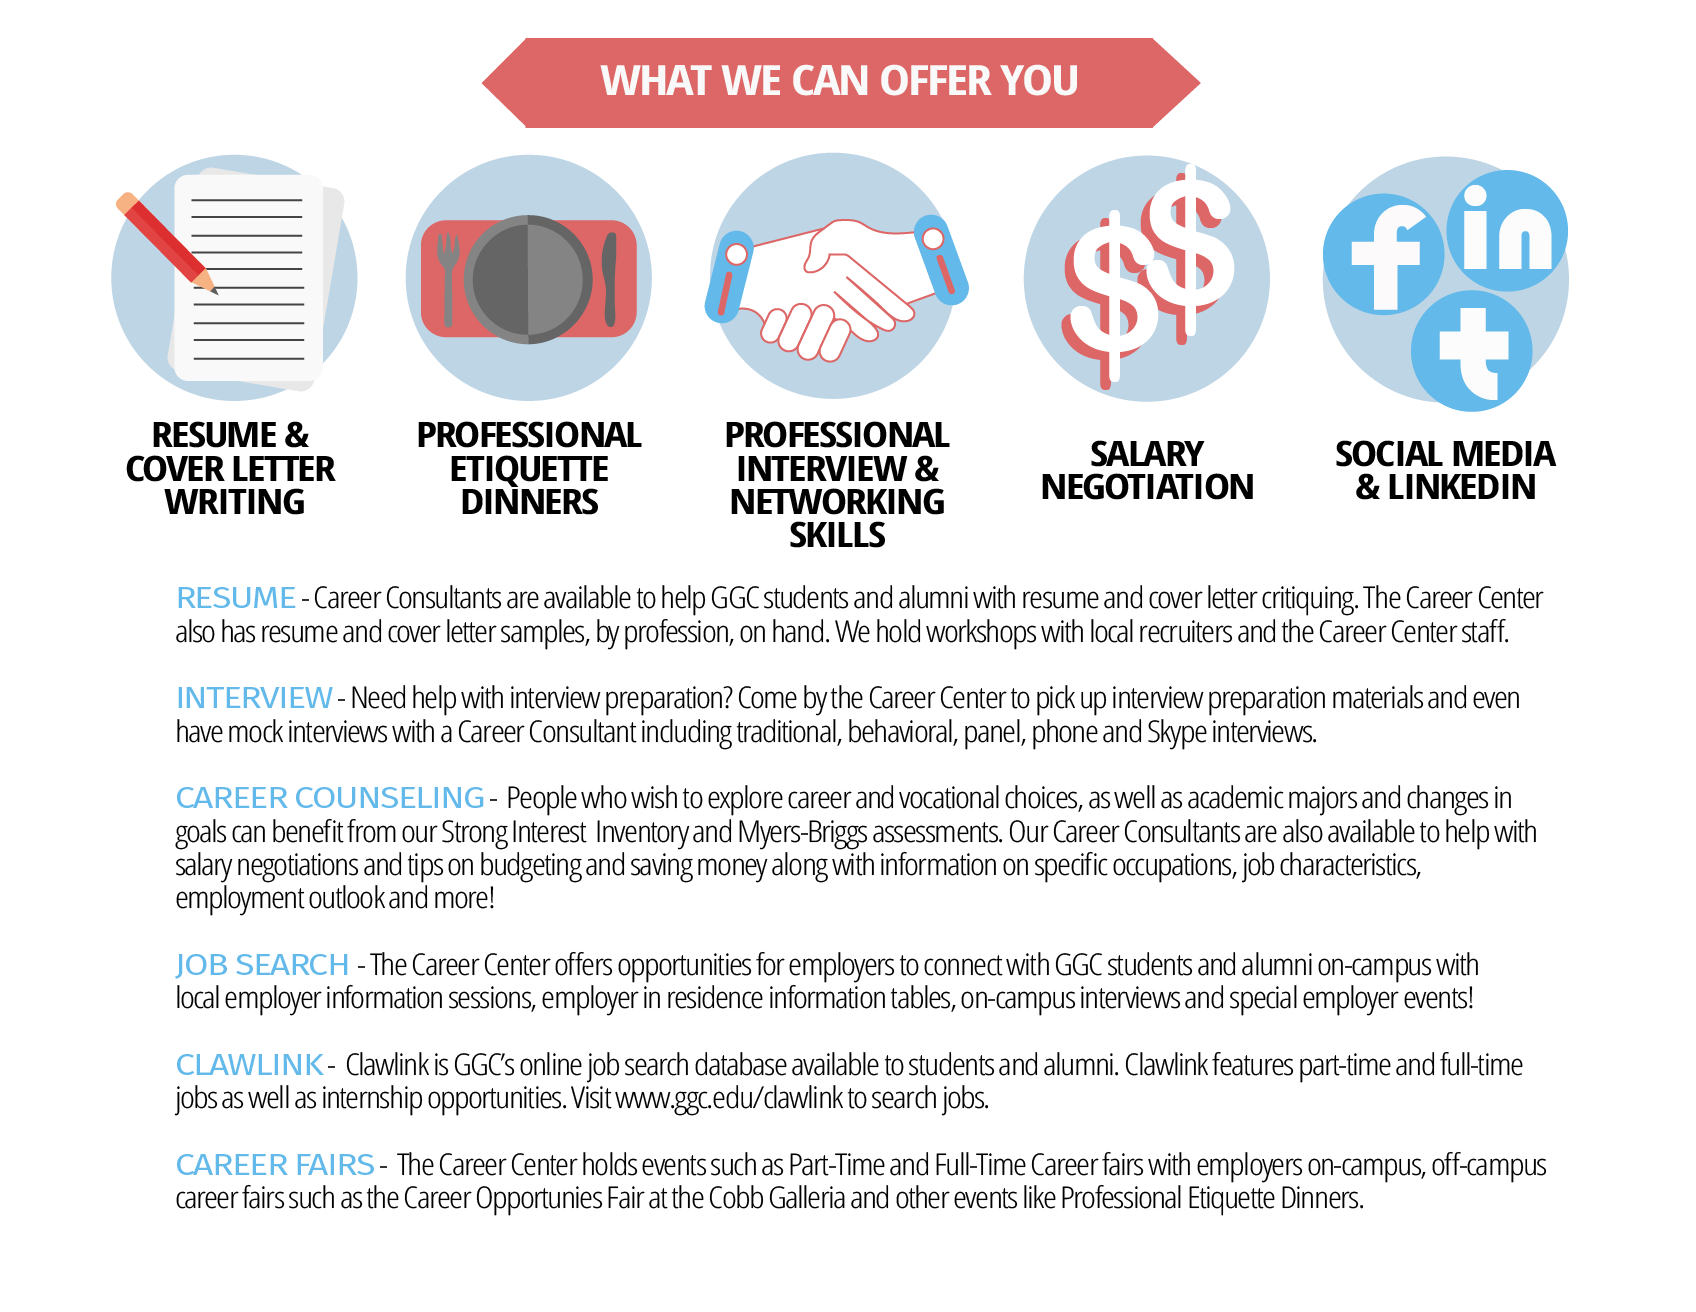 WHAT WE CAN OFFER YOU
f
in
t
$
$
RESUME &
COVER LETTER
WRITING
PROFESSIONAL
ETIQUETTE
DINNERS
PROFESSIONAL
INTERVIEW &
NETWORKING
SKILLS
SALARY
NEGOTIATION
SOCIAL MEDIA
& LINKEDIN
RESUME - Career Consultants are available to help GGC students and alumni with resume and cover letter critiquing. The Career Center
also has resume and cover letter samples, by profession, on hand. We hold workshops with local recruiters and the Career Center staff.
INTERVIEW - Need help with interview preparation? Come by the Career Center to pick up interview preparation materials and even
have mock interviews with a Career Consultant including traditional, behavioral, panel, phone and Skype interviews.
CAREER COUNSELING - People who wish to explore career and vocational choices, as well as academic majors and changes in
goals can benefit from our Strong Interest Inventory and Myers-Briggs assessments. Our Career Consultants are also available to help with
salary negotiations and tips on budgeting and saving money along with information on specific occupations, job characteristics,
employment outlook and more!
JOB SEARCH - The Career Center offers opportunities for employers to connect with GGC students and alumni on-campus with
local employer information sessions, employer in residence information tables, on-campus interviews and special employer events!
CLAWLINK - Clawlink is GGC's online job search database available to students and alumni. Clawlink features part-time and full-time
jobs as well as internship opportunities. Visit www.ggc.edu/clawlink to search jobs.
CAREER FAIRS - The Career Center holds events such as Part-Time and Full-Time Career fairs with employers on-campus, off-campus
career fairs such as the Career Opportunies Fair at the Cobb Galleria and other events like Professional Etiquette Dinners.